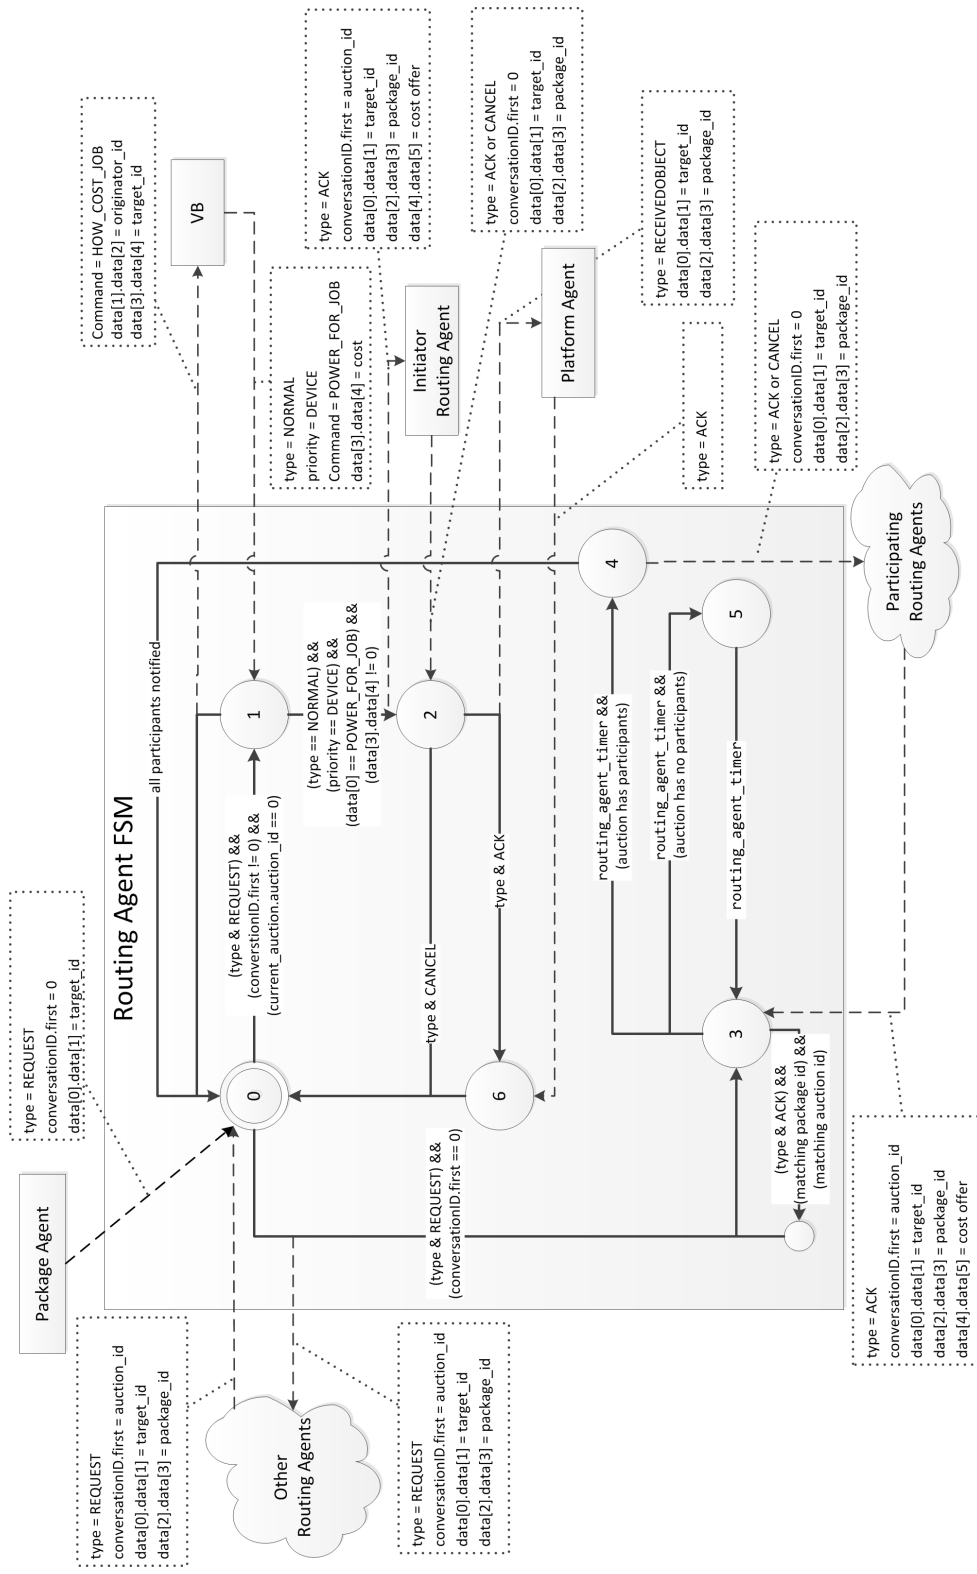 Routing Agent FSM
Package Agent
type = REQUEST
conversationID.first = 0
data[0].data[1] = target_id
type = REQUEST
conversationID.first = auction_id
data[0].data[1] = target_id
data[2].data[3] = package_id
Other
Routing Agents
type = REQUEST
conversationID.first = auction_id
data[0].data[1] = target_id
data[2].data[3] = package_id
all participants notified
0
(type & REQUEST) &&
(converstionID.first != 0) &&
(current_auction.auction_id == 0)
1
(type == NORMAL) &&
(priority == DEVICE) &&
(data[0] == POWER_FOR_JOB) &&
(data[3].data[4] != 0)
2
type & CANCEL
type & ACK
6
(type & REQUEST) &&
(conversationID.first == 0)
routing_agent_timer &&
(auction has participants)
4
routing_agent_timer &&
(auction has no participants)
5
routing_agent_timer
3
(type & ACK) &&
(matching package id) &&
(matching auction id)
Command = HOW_COST_JOB
data[1].data[2] = originator_id
data[3].data[4] = target_id
VB
type = NORMAL
priority = DEVICE
Command = POWER_FOR_JOB
data[3].data[4] = cost
type = ACK
conversationID.first = auction_id
data[0].data[1] = target_id
data[2].data[3] = package_id
data[4].data[5] = cost offer
Initiator
Routing Agent
type = ACK or CANCEL
conversationID.first = 0
data[0].data[1] = target_id
data[2].data[3] = package_id
Platform Agent
type = RECEIVEDOBJECT
data[0].data[1] = target_id
data[2].data[3] = package_id
type = ACK
type = ACK or CANCEL
conversationID.first = 0
data[0].data[1] = target_id
data[2].data[3] = package_id
Participating
Routing Agents
type = ACK
conversationID.first = auction_id
data[0].data[1] = target_id
data[2].data[3] = package_id
data[4].data[5] = cost offer